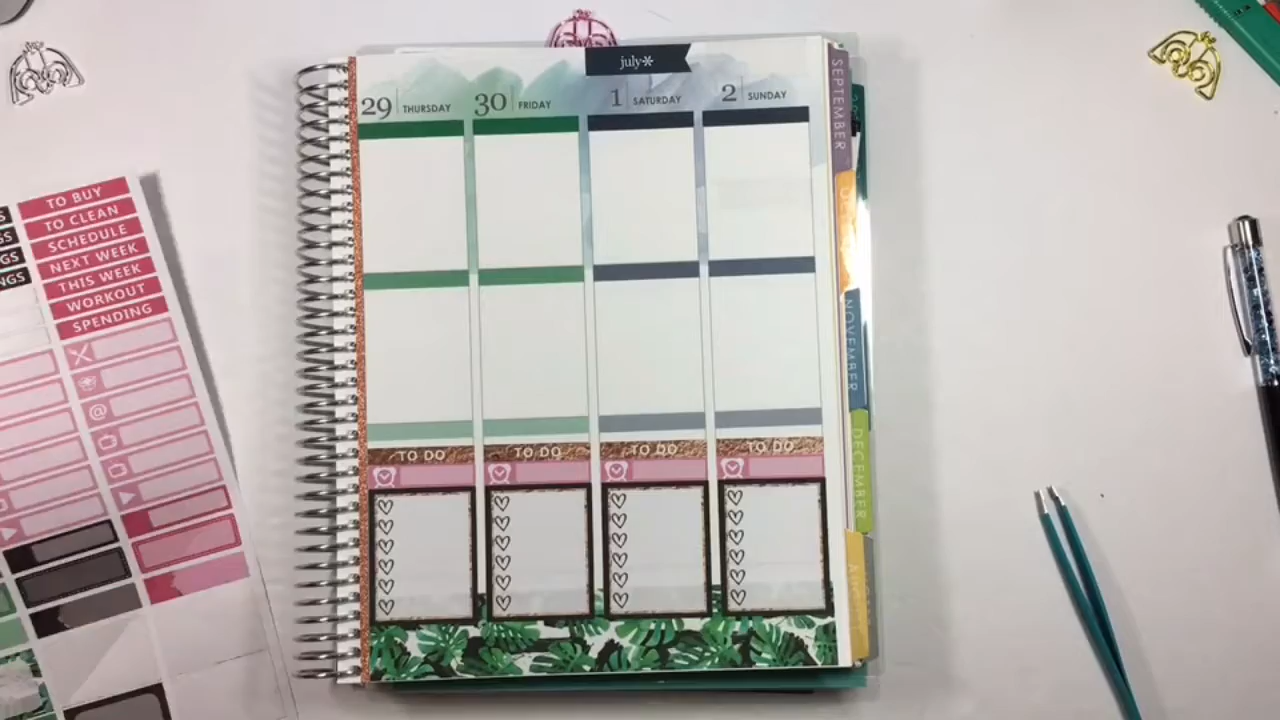 july*
29 THURSDAY
30 FRIDAY
1 SATURDAY
2 SUNDAY
TO DO
TO DO
TO DO
TO DO
TO BUY
TO CLEAN
SCHEDULE
NEXT WEEK
THIS WEEK
WORKOUT
SPENDING
@
SEPTEMBER
NOVEMBER
DECEMBER